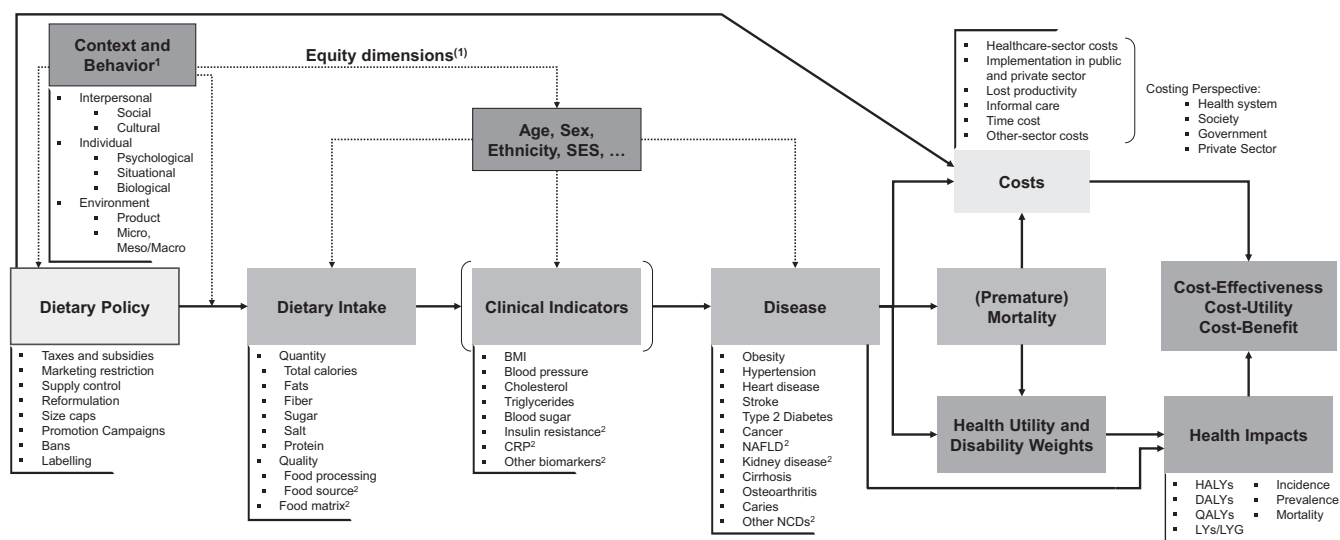 Context and
Behavior¹
Interpersonal
Social
Cultural
Individual
Psychological
Situational
Biological
Environment
Product
Micro,
Meso/Macro
Equity dimensions⁽¹⁾
Age, Sex,
Ethnicity, SES, ...
Healthcare-sector costs
Implementation in public
and private sector
Lost productivity
Informal care
Time cost
Other-sector costs
Costing Perspective:
Health system
Society
Government
Private Sector
Costs
Dietary Policy
Taxes and subsidies
Marketing restriction
Supply control
Reformulation
Size caps
Promotion Campaigns
Bans
Labelling
Dietary Intake
Quantity
Total calories
Fats
Fiber
Sugar
Salt
Protein
Quality
Food processing
Food source²
Food matrix²
Clinical Indicators
BMI
Blood pressure
Cholesterol
Triglycerides
Blood sugar
Insulin resistance²
CRP²
Other biomarkers²
Disease
Obesity
Hypertension
Heart disease
Stroke
Type 2 Diabetes
Cancer
NAFLD²
Kidney disease²
Cirrhosis
Osteoarthritis
Caries
Other NCDs²
(Premature)
Mortality
Health Utility and
Disability Weights
Cost-Effectiveness
Cost-Utility
Cost-Benefit
Health Impacts
HALYs
DALYs
QALYs
LYs/LYG
Incidence
Prevalence
Mortality